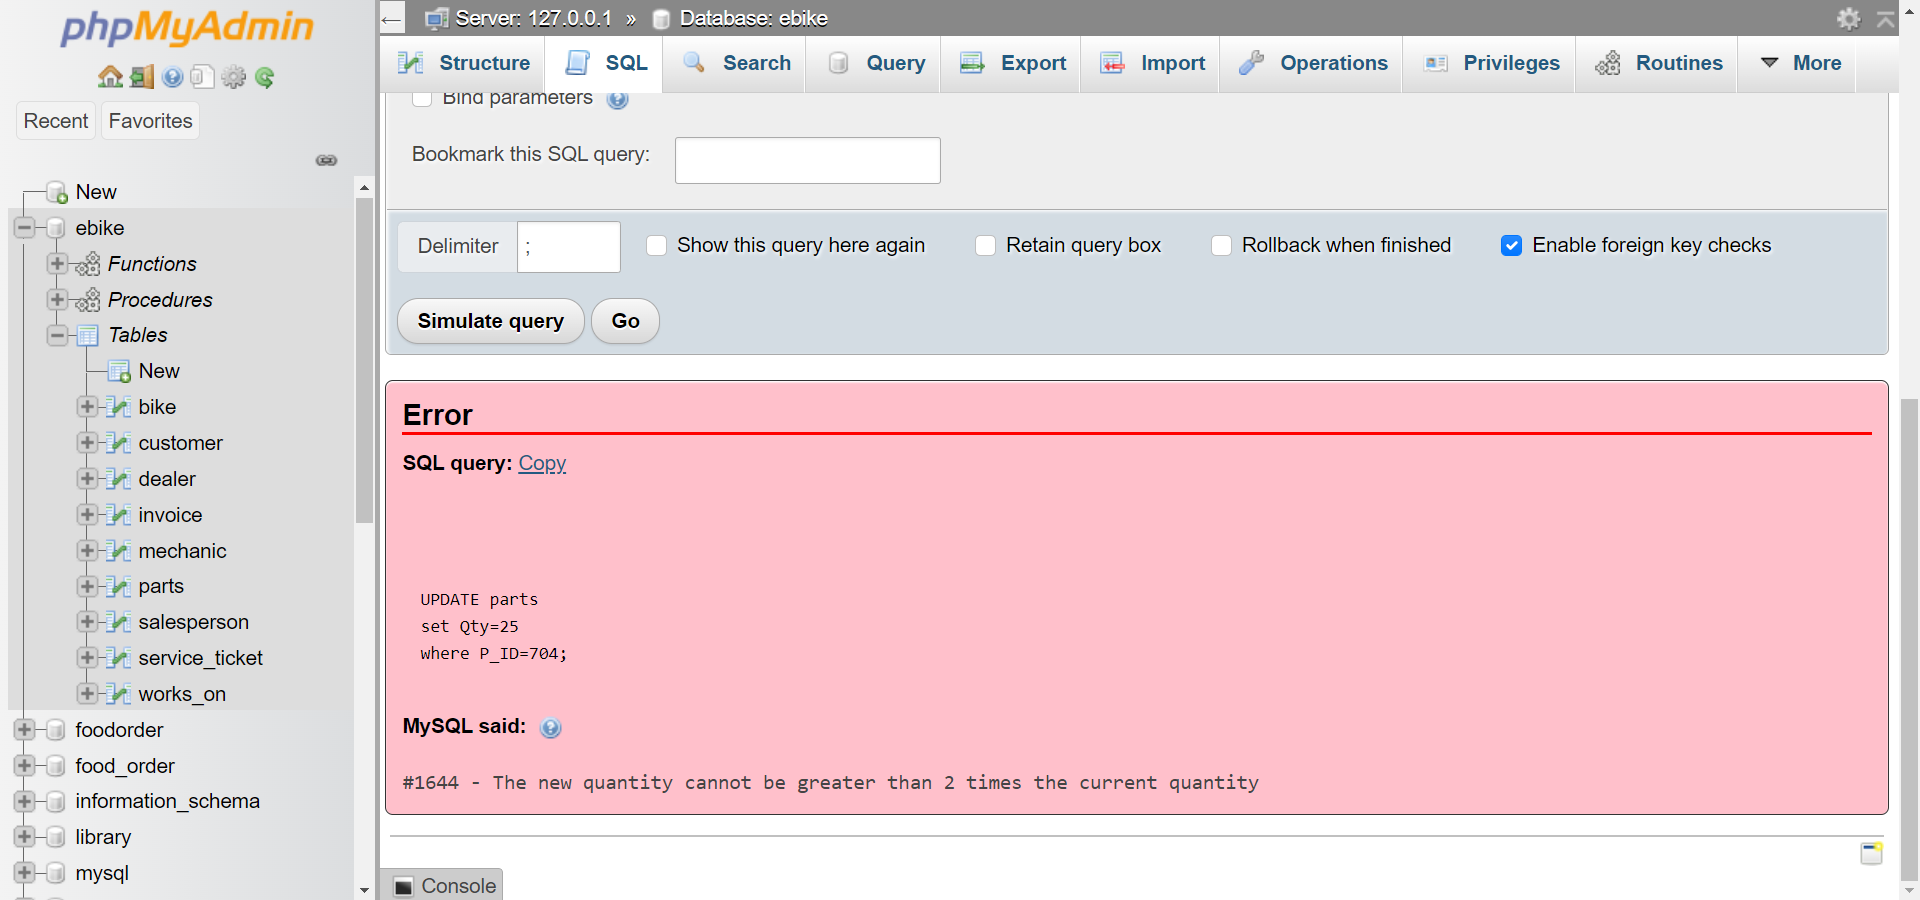 phpMyAdmin
Recent
Favorites
New
ebike
Functions
Procedures
Tables
New
bike
customer
dealer
invoice
mechanic
parts
salesperson
service_ticket
works_on
foodorder
food_order
information_schema
library
mysql
Server: 127.0.0.1 » Database: ebike
Structure
SQL
Search
Query
Export
Import
Operations
Privileges
Routines
More
Bind parameters
Bookmark this SQL query:
Delimiter ;
Show this query here again
Retain query box
Rollback when finished
Enable foreign key checks
Simulate query
Go
Error
SQL query: Copy
UPDATE parts
set Qty=25
where P_ID=704;
MySQL said:
#1644 - The new quantity cannot be greater than 2 times the current quantity
Console